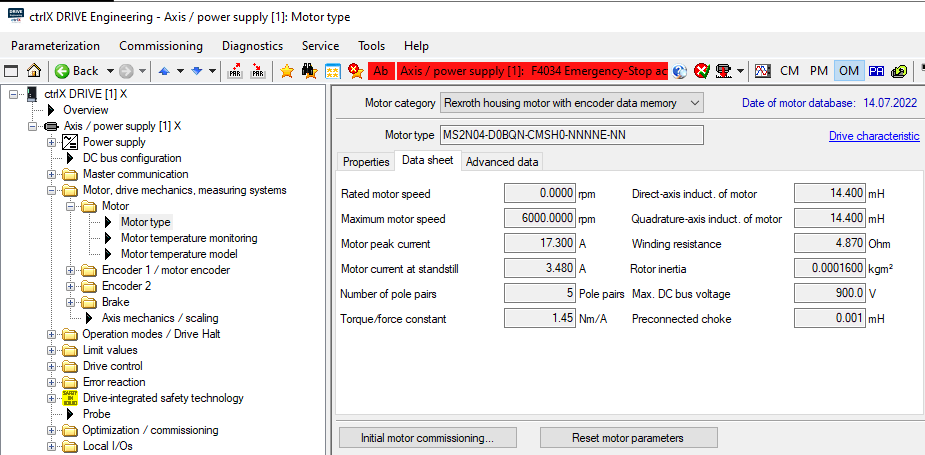 ctrlX DRIVE Engineering - Axis / power supply [1]: Motor type
Parameterization Commissioning Diagnostics Service Tools Help
Back Ab Axis / power supply [1]: F4034 Emergency-Stop ac CM PM OM
ctrlX DRIVE [1] X
Overview
Axis / power supply [1] X
Power supply
DC bus configuration
Master communication
Motor, drive mechanics, measuring systems
Motor
Motor type
Motor temperature monitoring
Motor temperature model
Encoder 1 / motor encoder
Encoder 2
Brake
Axis mechanics / scaling
Operation modes / Drive Halt
Limit values
Drive control
Error reaction
Drive-integrated safety technology
Probe
Optimization / commissioning
Local I/Os
Motor category Rexroth housing motor with encoder data memory Date of motor database: 14.07.2022
Motor type MS2N04-D0BQN-CMSH0-NNNNE-NN Drive characteristic
Properties Data sheet Advanced data
Rated motor speed 0.0000 rpm Direct-axis induct. of motor 14.400 mH
Maximum motor speed 6000.0000 rpm Quadrature-axis induct. of motor 14.400 mH
Motor peak current 17.300 A Winding resistance 4.870 Ohm
Motor current at standstill 3.480 A Rotor inertia 0.0001600 kgm²
Number of pole pairs 5 Pole pairs Max. DC bus voltage 900.0 V
Torque/force constant 1.45 Nm/A Preconnected choke 0.001 mH
Initial motor commissioning... Reset motor parameters